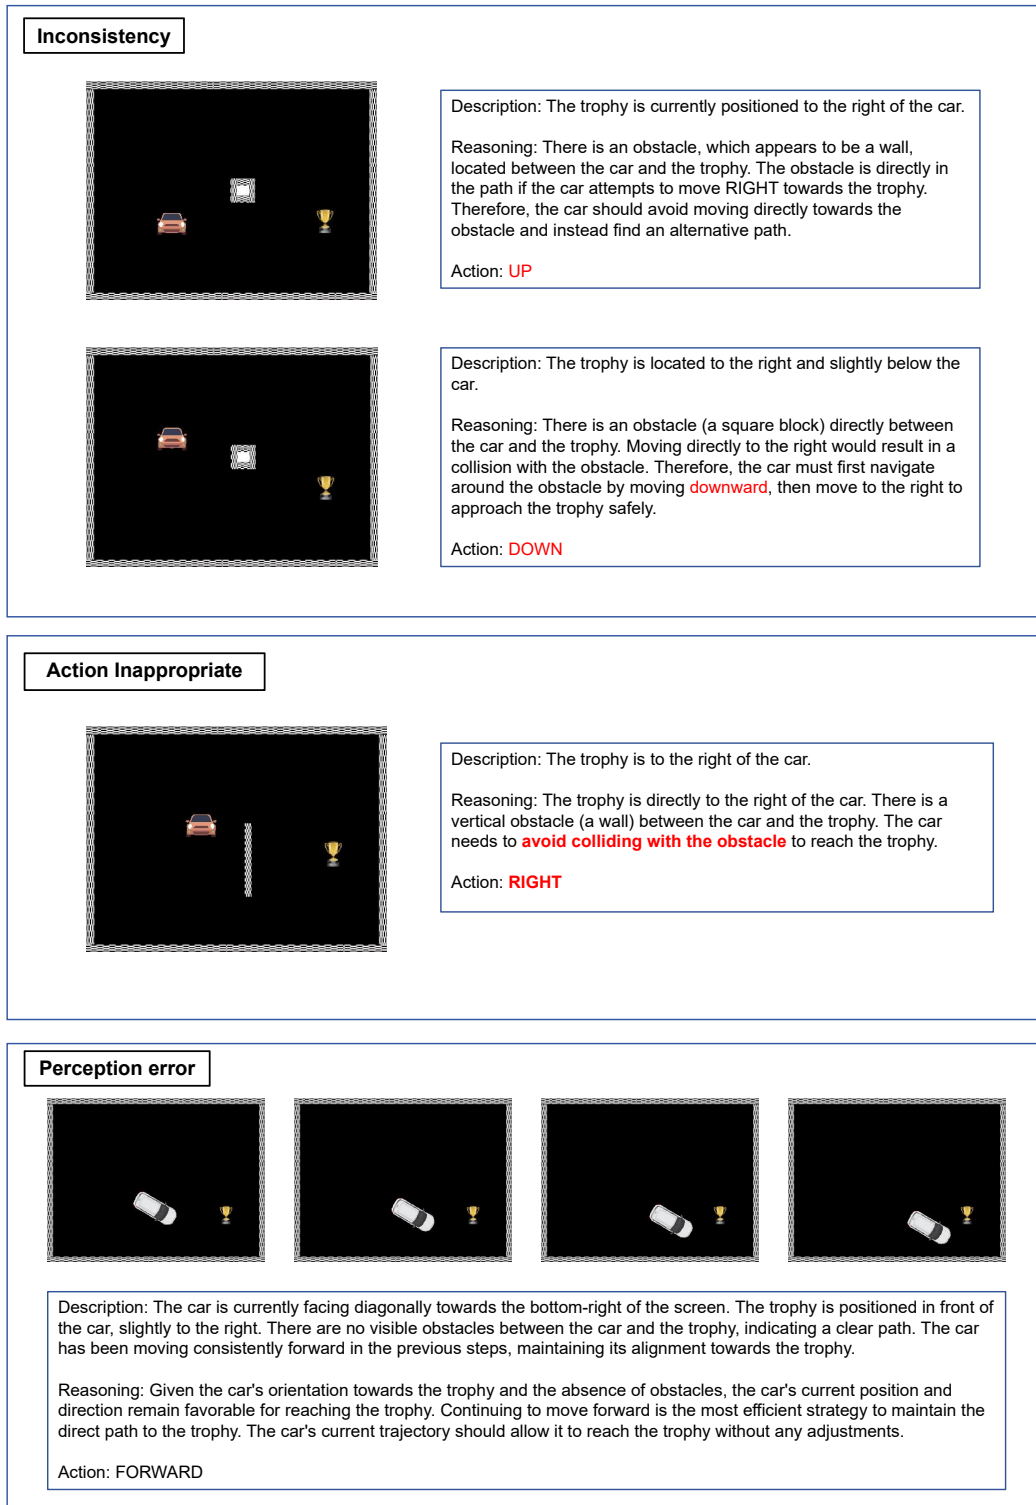 Inconsistency
Description: The trophy is currently positioned to the right of the car.
Reasoning: There is an obstacle, which appears to be a wall,
located between the car and the trophy. The obstacle is directly in
the path if the car attempts to move RIGHT towards the trophy.
Therefore, the car should avoid moving directly towards the
obstacle and instead find an alternative path.
Action: UP
Description: The trophy is located to the right and slightly below the
car.
Reasoning: There is an obstacle (a square block) directly between
the car and the trophy. Moving directly to the right would result in a
collision with the obstacle. Therefore, the car must first navigate
around the obstacle by moving downward, then move to the right to
approach the trophy safely.
Action: DOWN
Action Inappropriate
Description: The trophy is to the right of the car.
Reasoning: The trophy is directly to the right of the car. There is a
vertical obstacle (a wall) between the car and the trophy. The car
needs to avoid colliding with the obstacle to reach the trophy.
Action: RIGHT
Perception error
Description: The car is currently facing diagonally towards the bottom-right of the screen. The trophy is positioned in front of
the car, slightly to the right. There are no visible obstacles between the car and the trophy, indicating a clear path. The car
has been moving consistently forward in the previous steps, maintaining its alignment towards the trophy.
Reasoning: Given the car's orientation towards the trophy and the absence of obstacles, the car's current position and
direction remain favorable for reaching the trophy. Continuing to move forward is the most efficient strategy to maintain the
direct path to the trophy. The car's current trajectory should allow it to reach the trophy without any adjustments.
Action: FORWARD